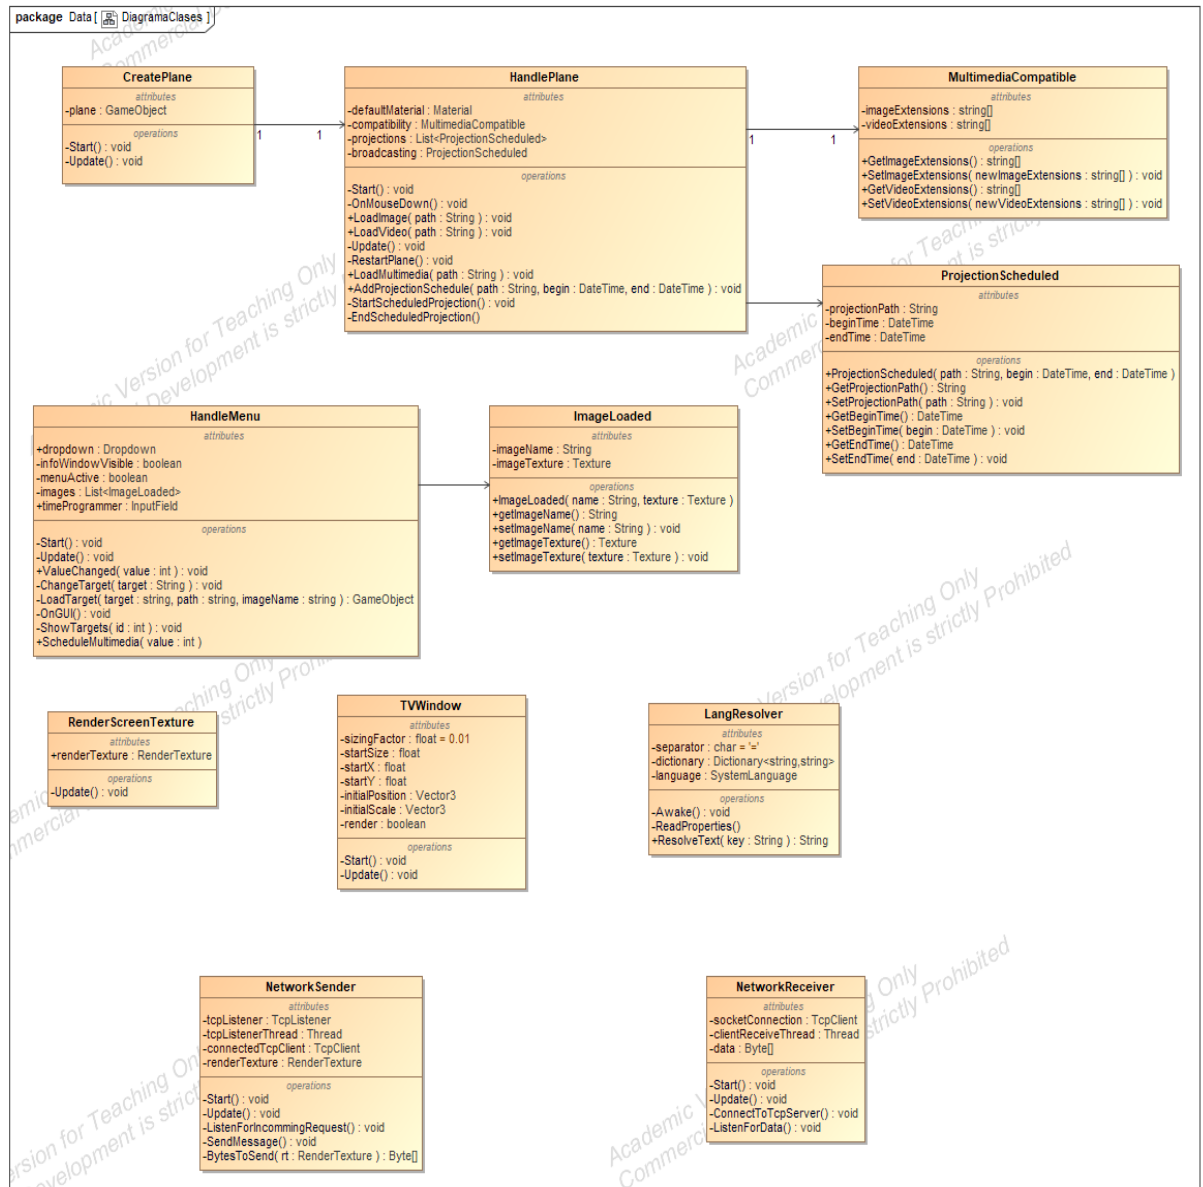 package Data [ DiagramaClases ]
CreatePlane
attributes
-plane : GameObject
operations
-Start() : void
-Update() : void
1
1
HandlePlane
attributes
-defaultMaterial : Material
-compatibility : MultimediaCompatible
-projections : List<ProjectionScheduled>
-broadcasting : ProjectionScheduled
operations
-Start() : void
-OnMouseDown() : void
+LoadImage( path : String ) : void
+LoadVideo( path : String ) : void
-Update() : void
-RestartPlane() : void
+LoadMultimedia( path : String ) : void
+AddProjectionSchedule( path : String, begin : DateTime, end : DateTime ) : void
-StartScheduledProjection() : void
-EndScheduledProjection()
1
1
MultimediaCompatible
attributes
-imageExtensions : string[]
-videoExtensions : string[]
operations
+GetImageExtensions() : string[]
+SetImageExtensions( newImageExtensions : string[] ) : void
+GetVideoExtensions() : string[]
+SetVideoExtensions( newVideoExtensions : string[] ) : void
ProjectionScheduled
attributes
-projectionPath : String
-beginTime : DateTime
-endTime : DateTime
operations
+ProjectionScheduled( path : String, begin : DateTime, end : DateTime )
+GetProjectionPath() : String
+SetProjectionPath( path : String ) : void
+GetBeginTime() : DateTime
+SetBeginTime( begin : DateTime ) : void
+GetEndTime() : DateTime
+SetEndTime( end : DateTime ) : void
HandleMenu
attributes
+dropdown : Dropdown
-infoWindowVisible : boolean
-menuActive : boolean
-images : List<ImageLoaded>
+timeProgrammer : InputField
operations
-Start() : void
-Update() : void
+ValueChanged( value : int ) : void
-ChangeTarget( target : String ) : void
-LoadTarget( target : string, path : string, imageName : string ) : GameObject
-OnGUI() : void
-ShowTargets( id : int ) : void
+ScheduleMultimedia( value : int )
ImageLoaded
attributes
-imageName : String
-imageTexture : Texture
operations
+ImageLoaded( name : String, texture : Texture )
+getImageName() : String
+setImageName( name : String ) : void
+getImageTexture() : Texture
+setImageTexture( texture : Texture ) : void
RenderScreenTexture
attributes
+renderTexture : RenderTexture
operations
-Update() : void
TVWindow
attributes
-sizingFactor : float = 0.01
-startSize : float
-startX : float
-startY : float
-initialPosition : Vector3
-initialScale : Vector3
-render : boolean
operations
-Start() : void
-Update() : void
LangResolver
attributes
-separator : char = '='
-dictionary : Dictionary<string,string>
-language : SystemLanguage
operations
-Awake() : void
-ReadProperties()
+ResolveText( key : String ) : String
NetworkSender
attributes
-tcpListener : TcpListener
-tcpListenerThread : Thread
-connectedTcpClient : TcpClient
-renderTexture : RenderTexture
operations
-Start() : void
-Update() : void
-ListenForIncommingRequest() : void
-SendMessage() : void
-BytesToSend( rt : RenderTexture ) : Byte[]
NetworkReceiver
attributes
-socketConnection : TcpClient
-clientReceiveThread : Thread
-data : Byte[]
operations
-Start() : void
-Update() : void
-ConnectToTcpServer() : void
-ListenForData() : void